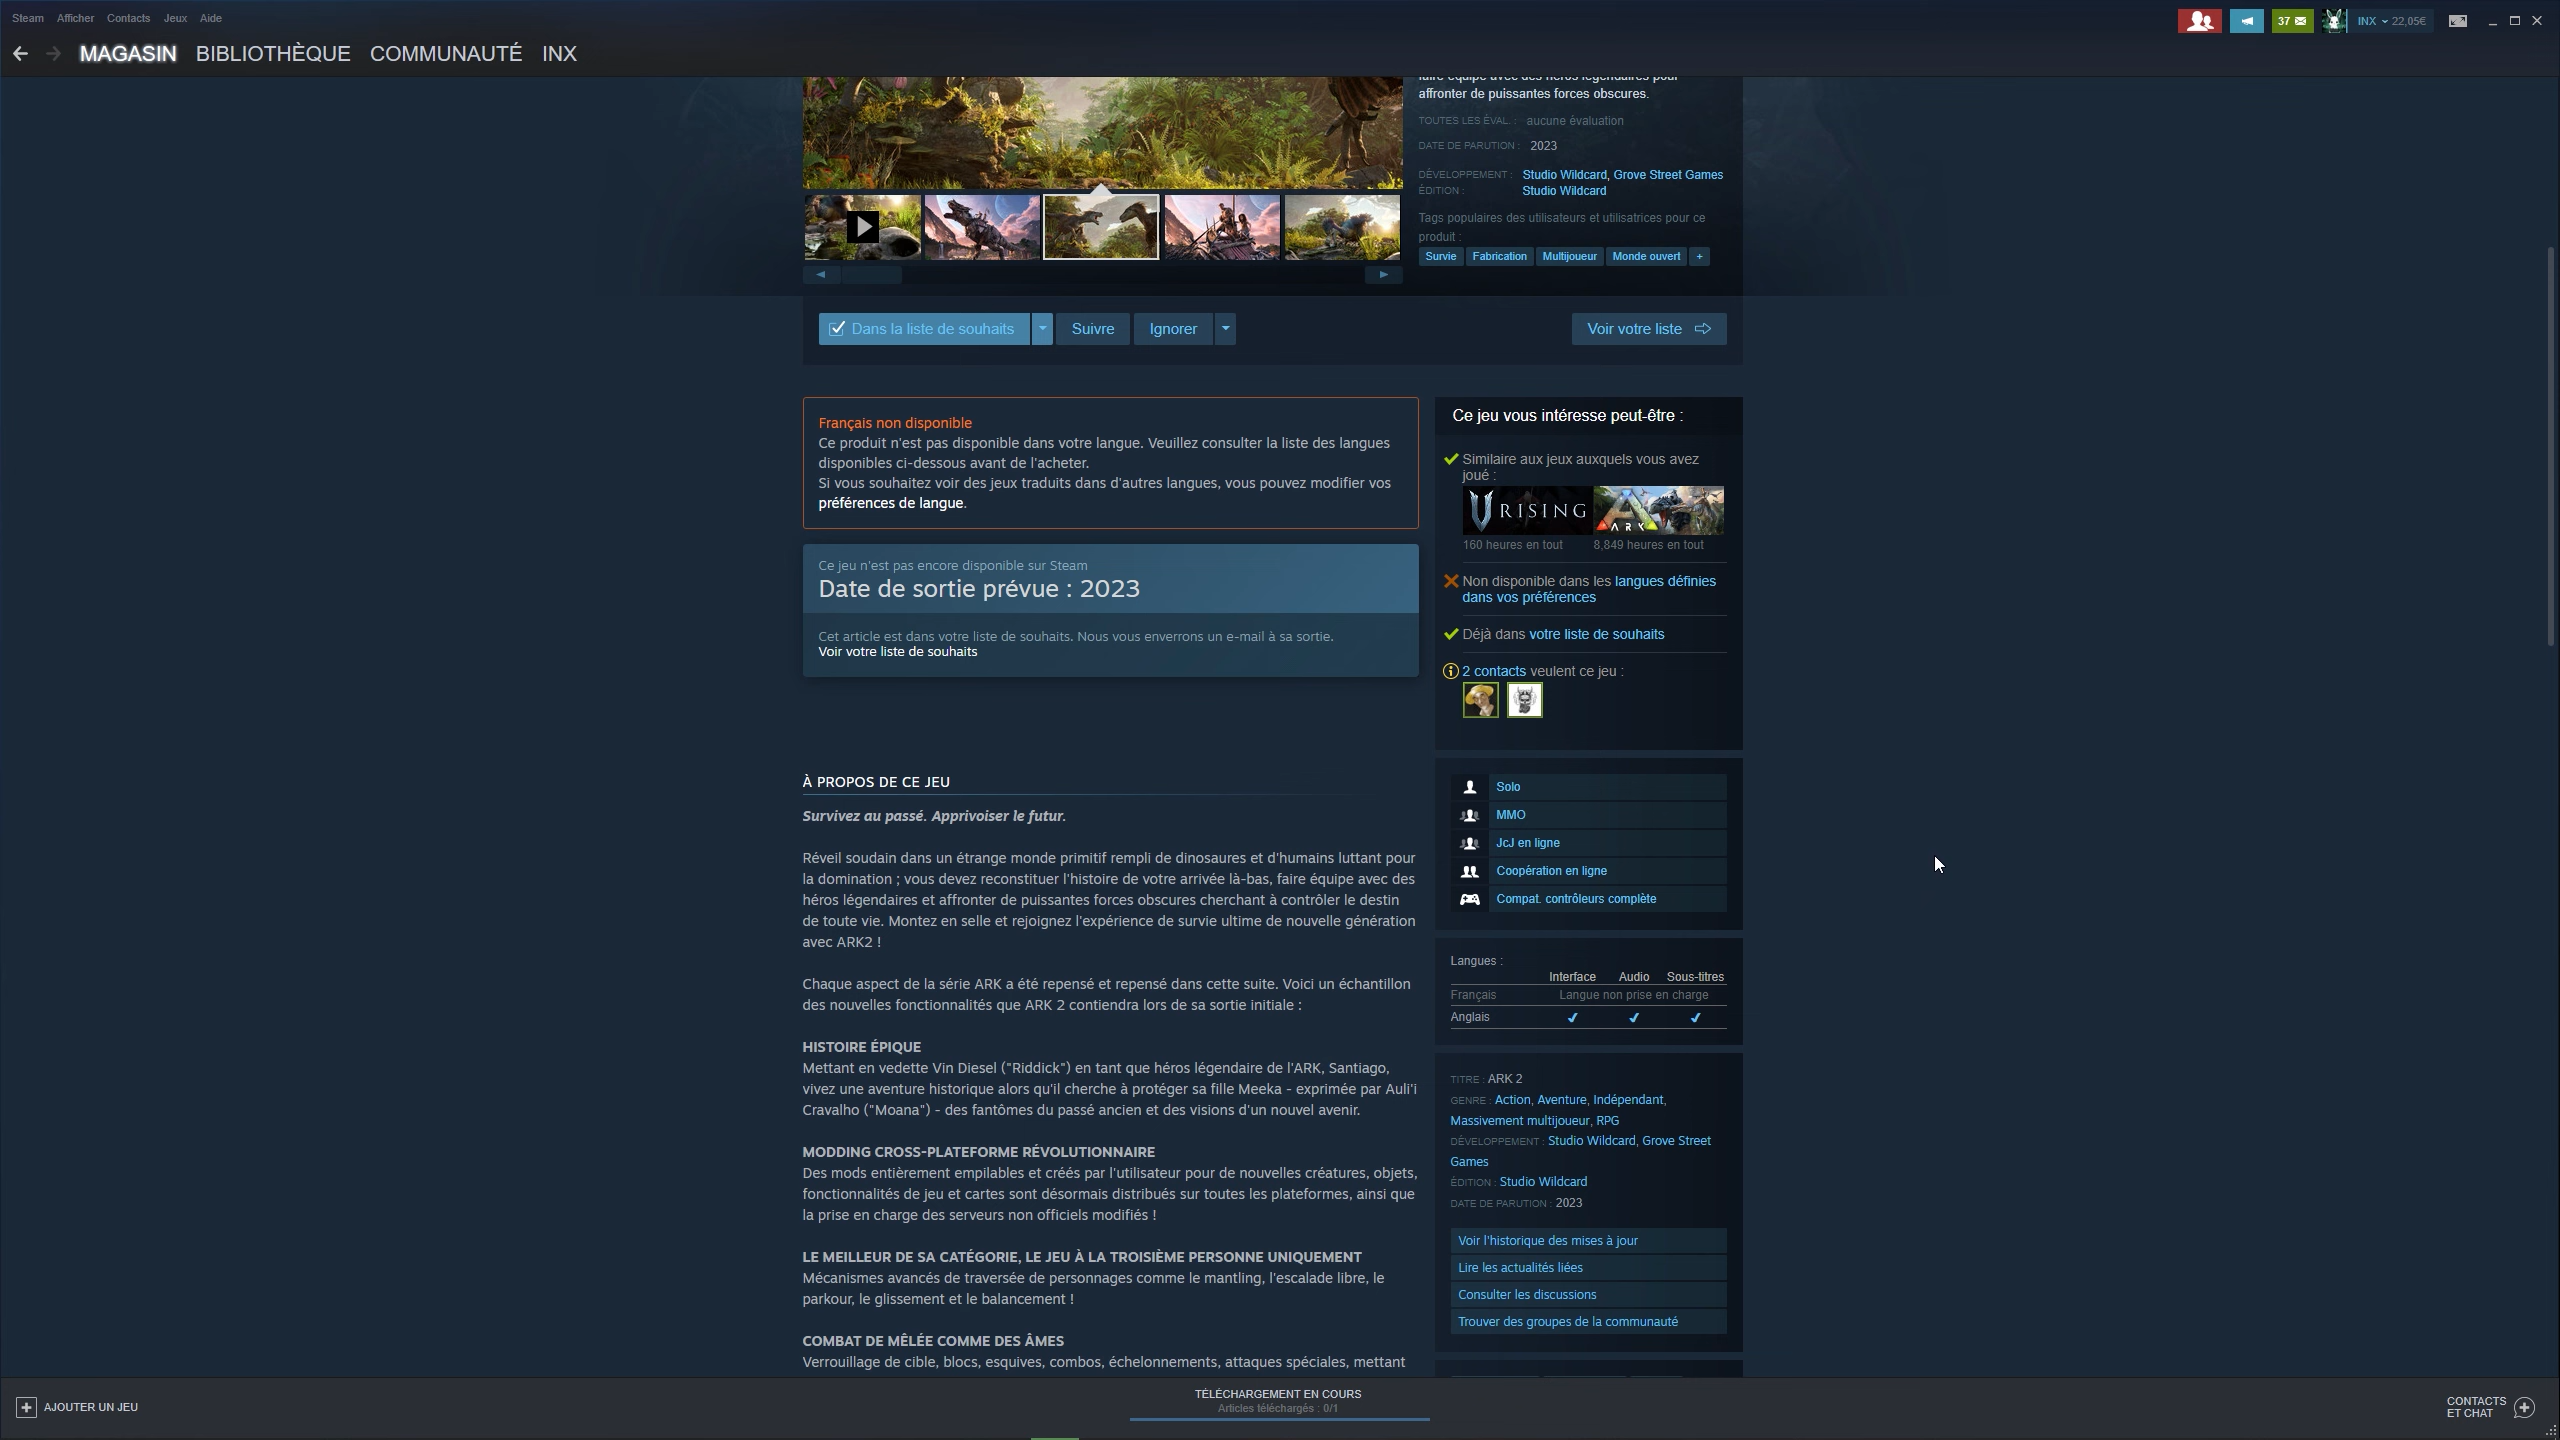 Steam Afficher Contacts Jeux Aide
37
INX 22,05€
MAGASIN BIBLIOTHÈQUE COMMUNAUTÉ INX
faire équipe avec des héros légendaires pour
affronter de puissantes forces obscures.
TOUTES LES ÉVAL. : aucune évaluation
DATE DE PARUTION : 2023
DÉVELOPPEMENT : Studio Wildcard, Grove Street Games
ÉDITION : Studio Wildcard
Tags populaires des utilisateurs et utilisatrices pour ce
produit :
Survie Fabrication Multijoueur Monde ouvert +
Dans la liste de souhaits Suivre Ignorer Voir votre liste
Français non disponible
Ce produit n'est pas disponible dans votre langue. Veuillez consulter la liste des langues
disponibles ci-dessous avant de l'acheter.
Si vous souhaitez voir des jeux traduits dans d'autres langues, vous pouvez modifier vos
préférences de langue.
Ce jeu n'est pas encore disponible sur Steam
Date de sortie prévue : 2023
Cet article est dans votre liste de souhaits. Nous vous enverrons un e-mail à sa sortie.
Voir votre liste de souhaits
À PROPOS DE CE JEU
Survivez au passé. Apprivoiser le futur.
Réveil soudain dans un étrange monde primitif rempli de dinosaures et d'humains luttant pour
la domination ; vous devez reconstituer l'histoire de votre arrivée là-bas, faire équipe avec des
héros légendaires et affronter de puissantes forces obscures cherchant à contrôler le destin
de toute vie. Montez en selle et rejoignez l'expérience de survie ultime de nouvelle génération
avec ARK2 !
Chaque aspect de la série ARK a été repensé et repensé dans cette suite. Voici un échantillon
des nouvelles fonctionnalités que ARK 2 contiendra lors de sa sortie initiale :
HISTOIRE ÉPIQUE
Mettant en vedette Vin Diesel ("Riddick") en tant que héros légendaire de l'ARK, Santiago,
vivez une aventure historique alors qu'il cherche à protéger sa fille Meeka - exprimée par Auli'i
Cravalho ("Moana") - des fantômes du passé ancien et des visions d'un nouvel avenir.
MODDING CROSS-PLATEFORME RÉVOLUTIONNAIRE
Des mods entièrement empilables et créés par l'utilisateur pour de nouvelles créatures, objets,
fonctionnalités de jeu et cartes sont désormais distribués sur toutes les plateformes, ainsi que
la prise en charge des serveurs non officiels modifiés !
LE MEILLEUR DE SA CATÉGORIE, LE JEU À LA TROISIÈME PERSONNE UNIQUEMENT
Mécanismes avancés de traversée de personnages comme le mantling, l'escalade libre, le
parkour, le glissement et le balancement !
COMBAT DE MÊLÉE COMME DES ÂMES
Verrouillage de cible, blocs, esquives, combos, échelonnements, attaques spéciales, mettant
Ce jeu vous intéresse peut-être :
Similaire aux jeux auxquels vous avez
joué :
V RISING ARK
160 heures en tout 8,849 heures en tout
Non disponible dans les langues définies
dans vos préférences
Déjà dans votre liste de souhaits
2 contacts veulent ce jeu :
Solo
MMO
JcJ en ligne
Coopération en ligne
Compat. contrôleurs complète
Langues :
Interface Audio Sous-titres
Français Langue non prise en charge
Anglais ✔ ✔ ✔
TITRE : ARK 2
GENRE : Action, Aventure, Indépendant,
Massivement multijoueur, RPG
DÉVELOPPEMENT : Studio Wildcard, Grove Street
Games
ÉDITION : Studio Wildcard
DATE DE PARUTION : 2023
Voir l'historique des mises à jour
Lire les actualités liées
Consulter les discussions
Trouver des groupes de la communauté
AJOUTER UN JEU
TÉLÉCHARGEMENT EN COURS
Articles téléchargés : 0/1
CONTACTS
ET CHAT